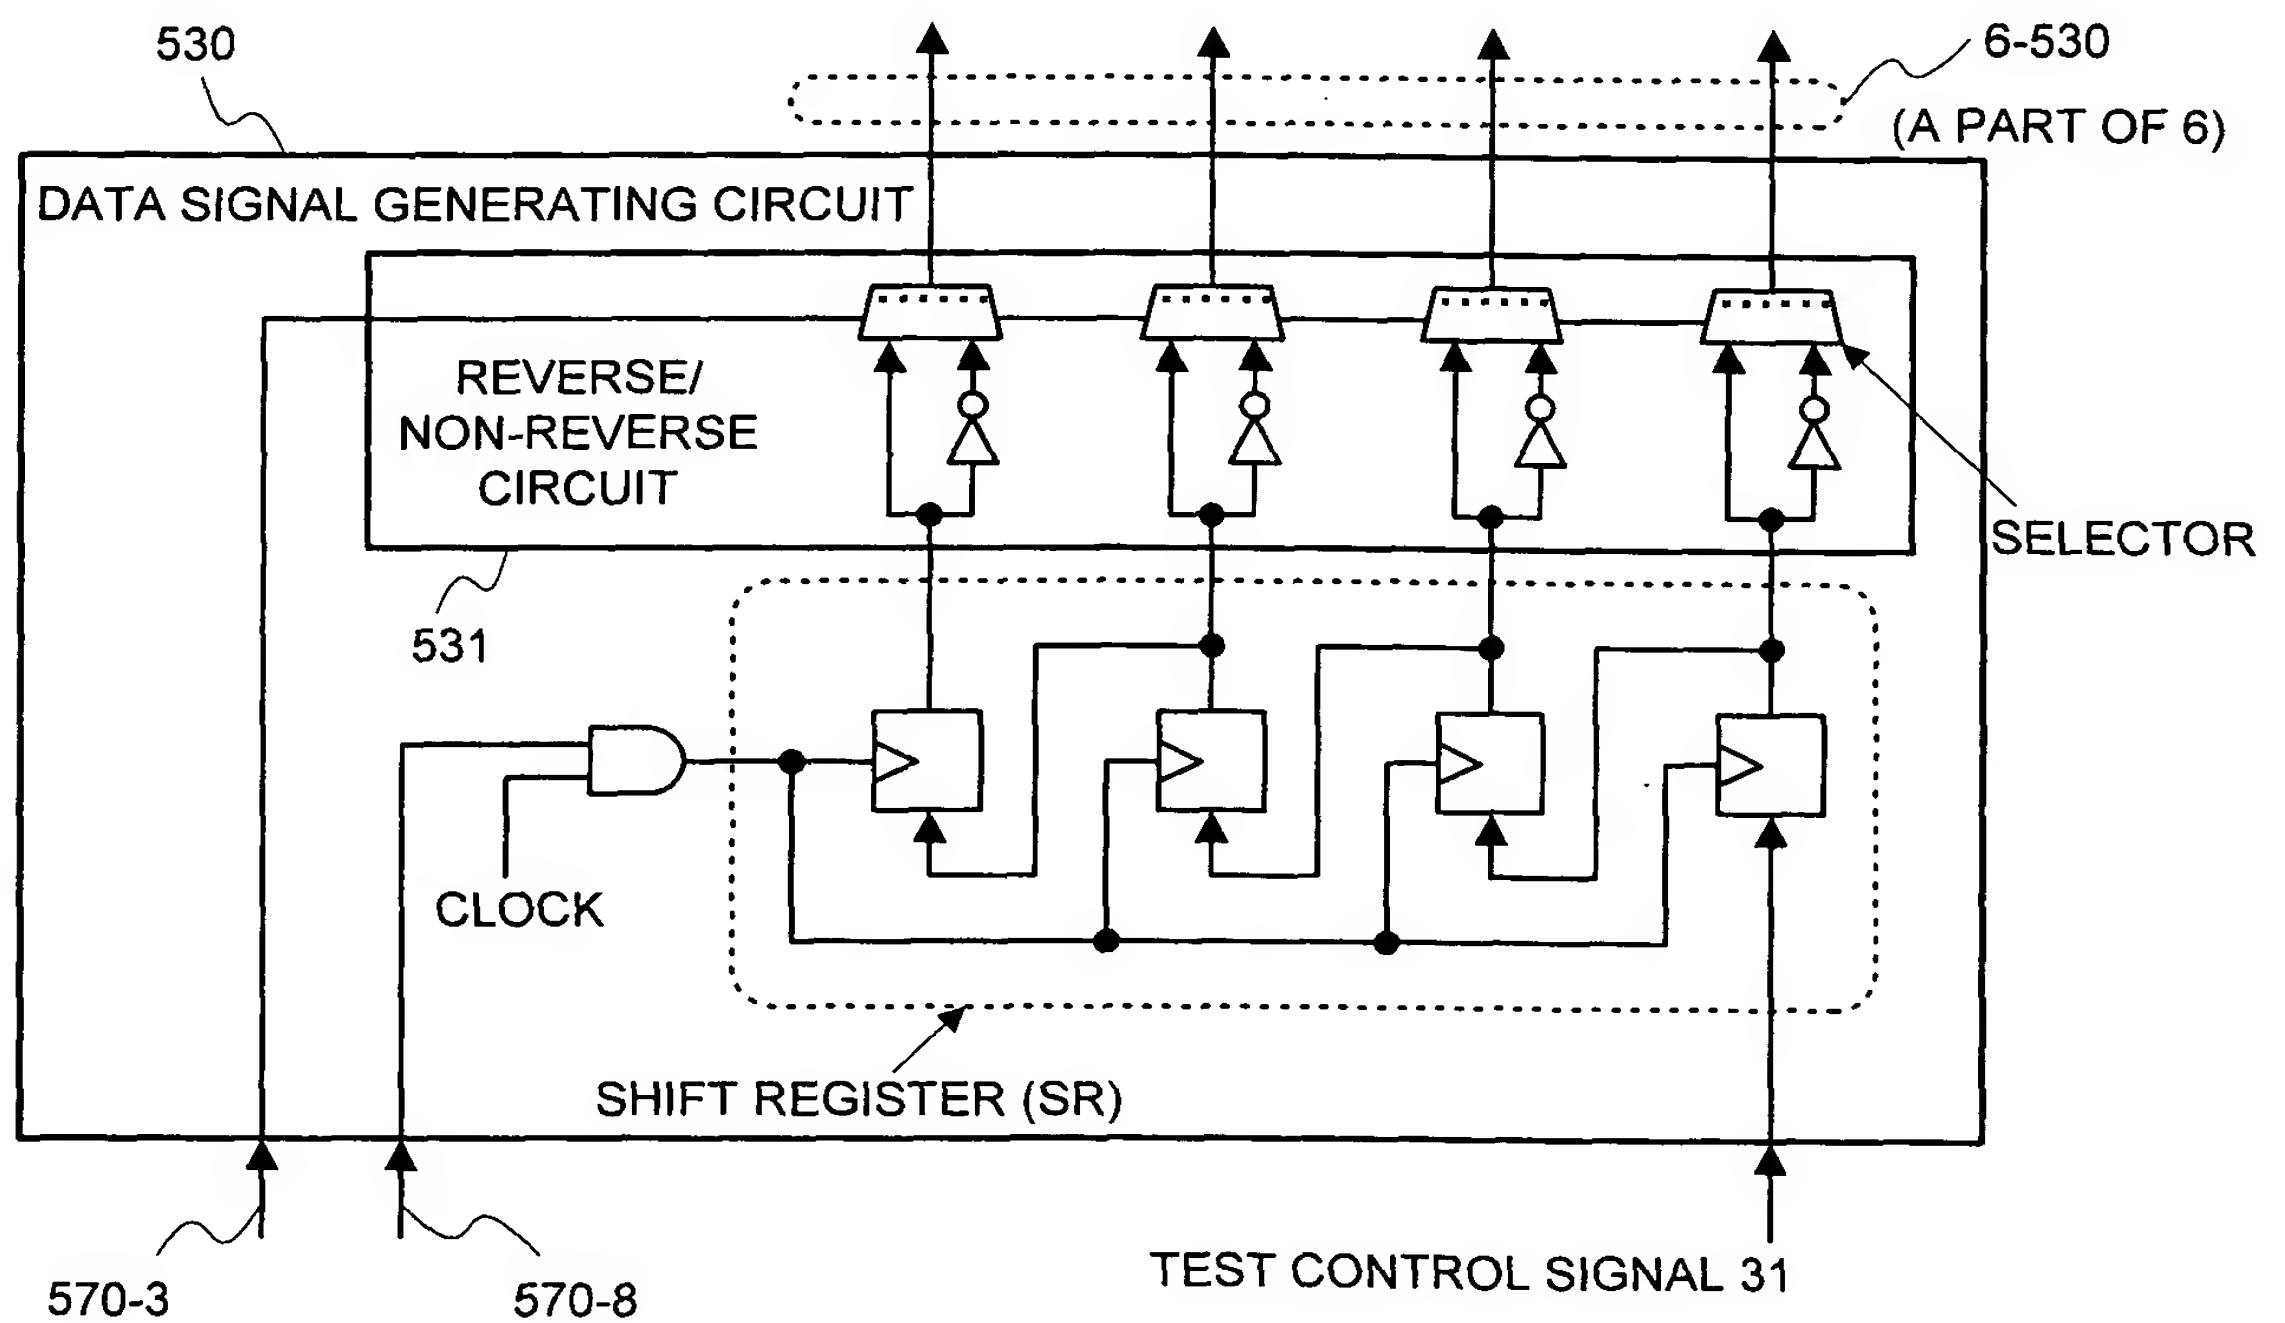 530
6-530
(A PART OF 6)
DATA SIGNAL GENERATING CIRCUIT
REVERSE/
NON-REVERSE
CIRCUIT
SELECTOR
531
CLOCK
SHIFT REGISTER (SR)
570-3
570-8
TEST CONTROL SIGNAL 31